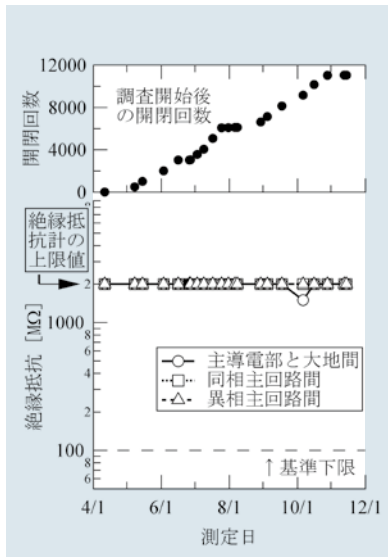 12000
8000
4000
0
開閉回数
調査開始後
の開閉回数
絶縁抵
抗計の
上限値
絶縁抵抗 [MΩ]
5
2
1000
8
6
4
2
100
8
6
主導電部と大地間
同相主回路間
異相主回路間
↑基準下限
4/1 6/1 8/1 10/1 12/1
測定日